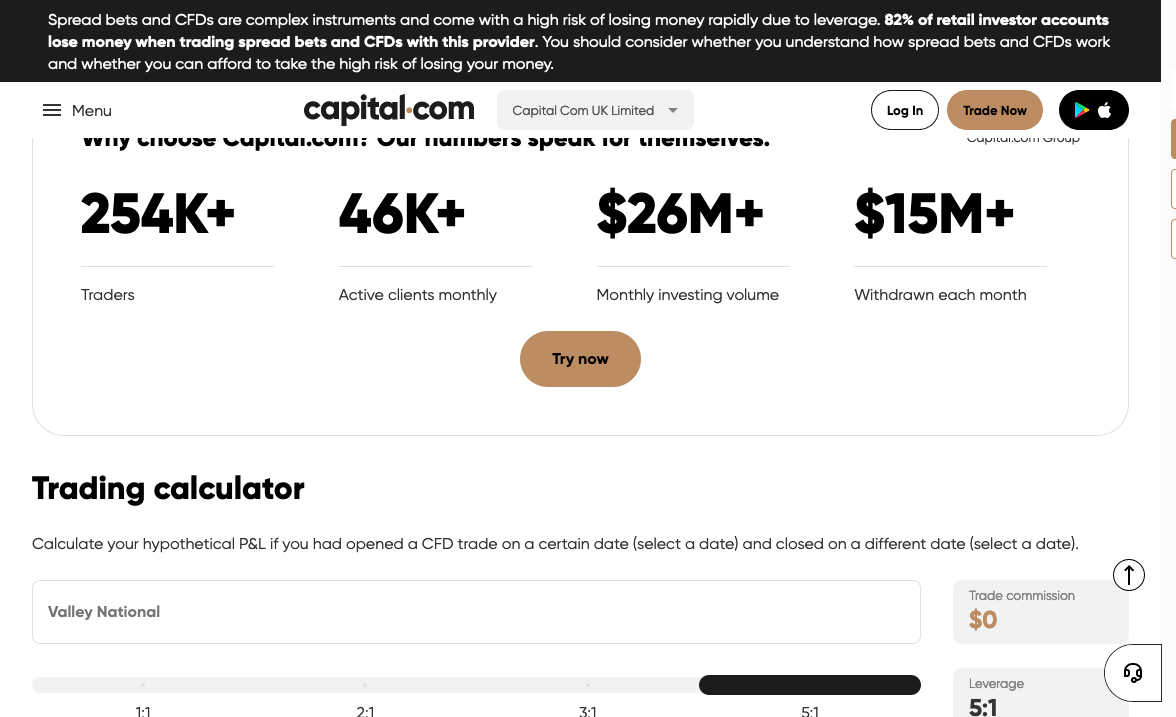 Spread bets and CFDs are complex instruments and come with a high risk of losing money rapidly due to leverage. 82% of retail investor accounts
lose money when trading spread bets and CFDs with this provider. You should consider whether you understand how spread bets and CFDs work
and whether you can afford to take the high risk of losing your money.
Menu
capital.com
Capital Com UK Limited
Log In
Trade Now
Why choose Capital.com? Our numbers speak for themselves.
Capital.com Group
254K+
46K+
$26M+
$15M+
Traders
Active clients monthly
Monthly investing volume
Withdrawn each month
Try now
Trading calculator
Calculate your hypothetical P&L if you had opened a CFD trade on a certain date (select a date) and closed on a different date (select a date).
Valley National
Trade commission
$0
1:1
2:1
3:1
5:1
Leverage
5:1